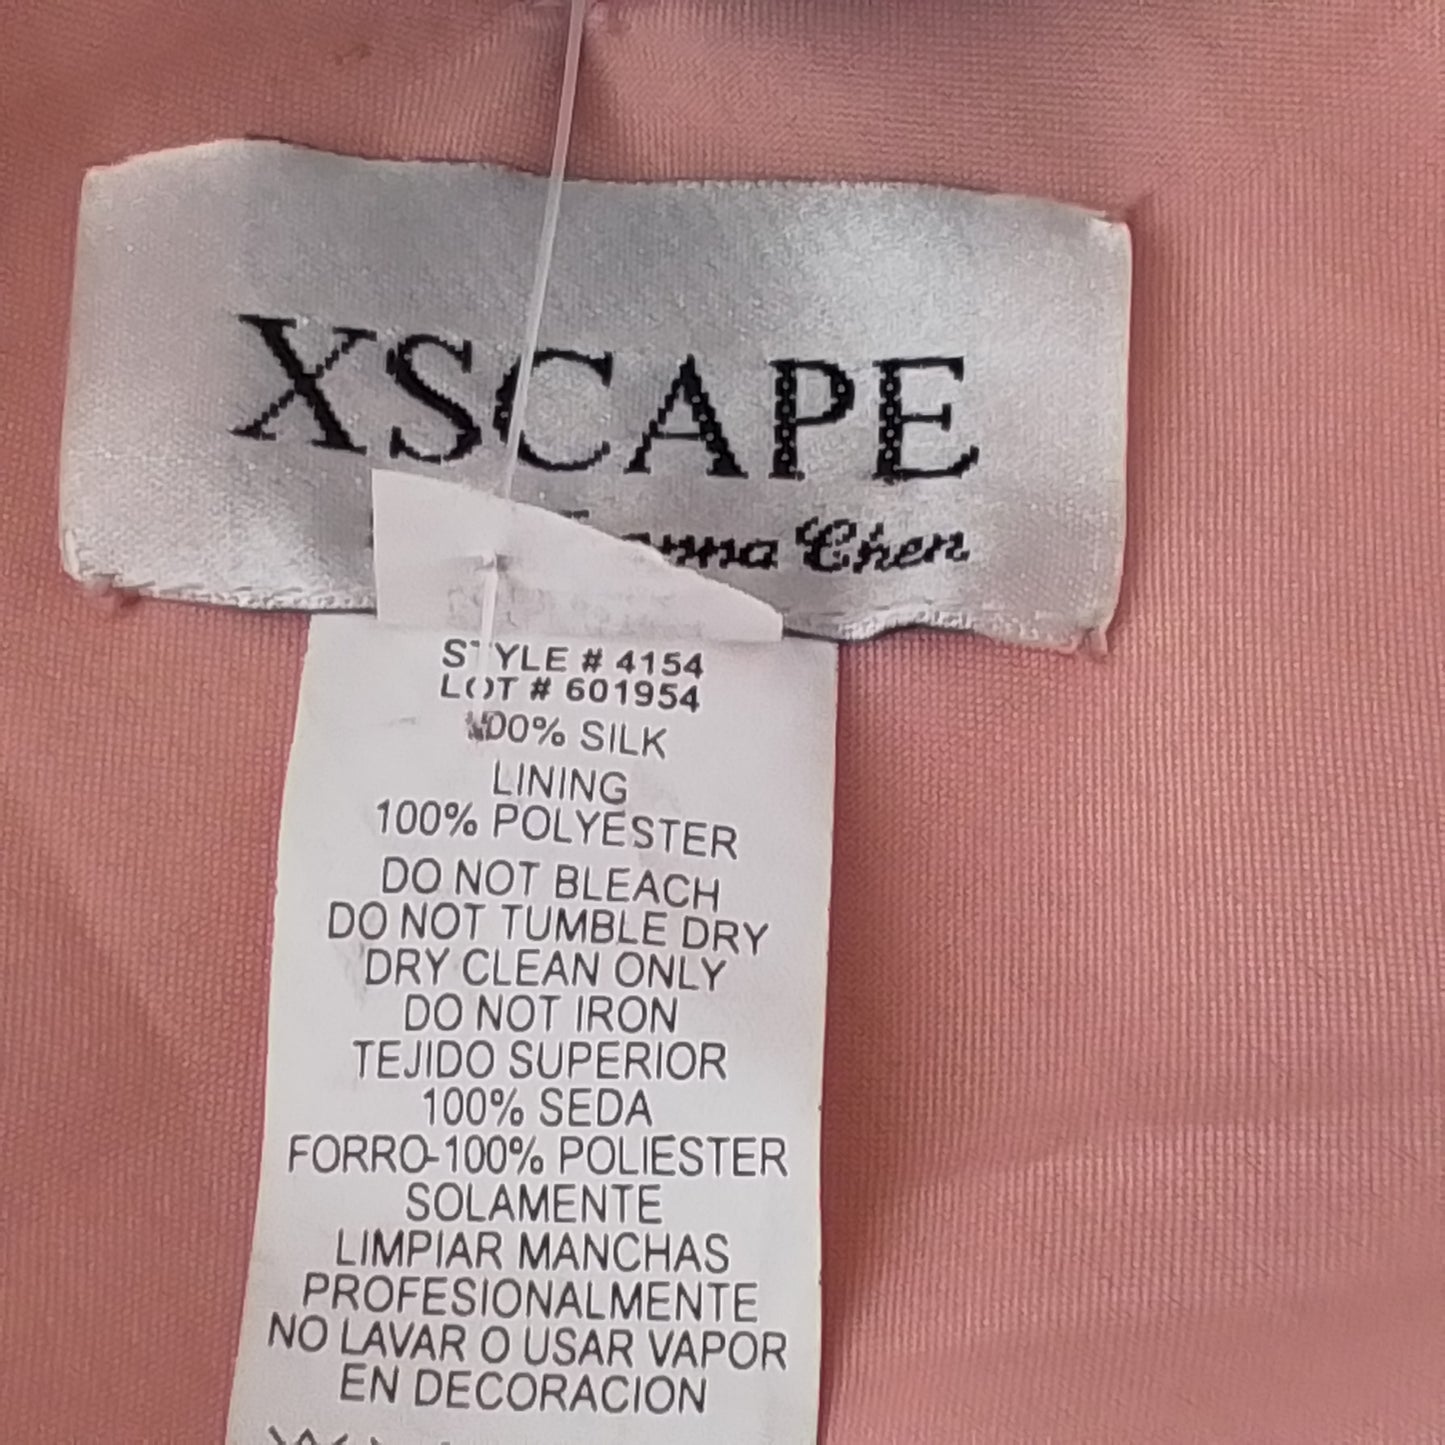 XSCAPE
Chen
STYLE # 4154
LOT # 601954
100% SILK
LINING
100% POLYESTER
DO NOT BLEACH
DO NOT TUMBLE DRY
DRY CLEAN ONLY
DO NOT IRON
TEJIDO SUPERIOR
100% SEDA
FORRO-100% POLIESTER
SOLAMENTE
LIMPIAR MANCHAS
PROFESIONALMENTE
NO LAVAR O USAR VAPOR
EN DECORACION